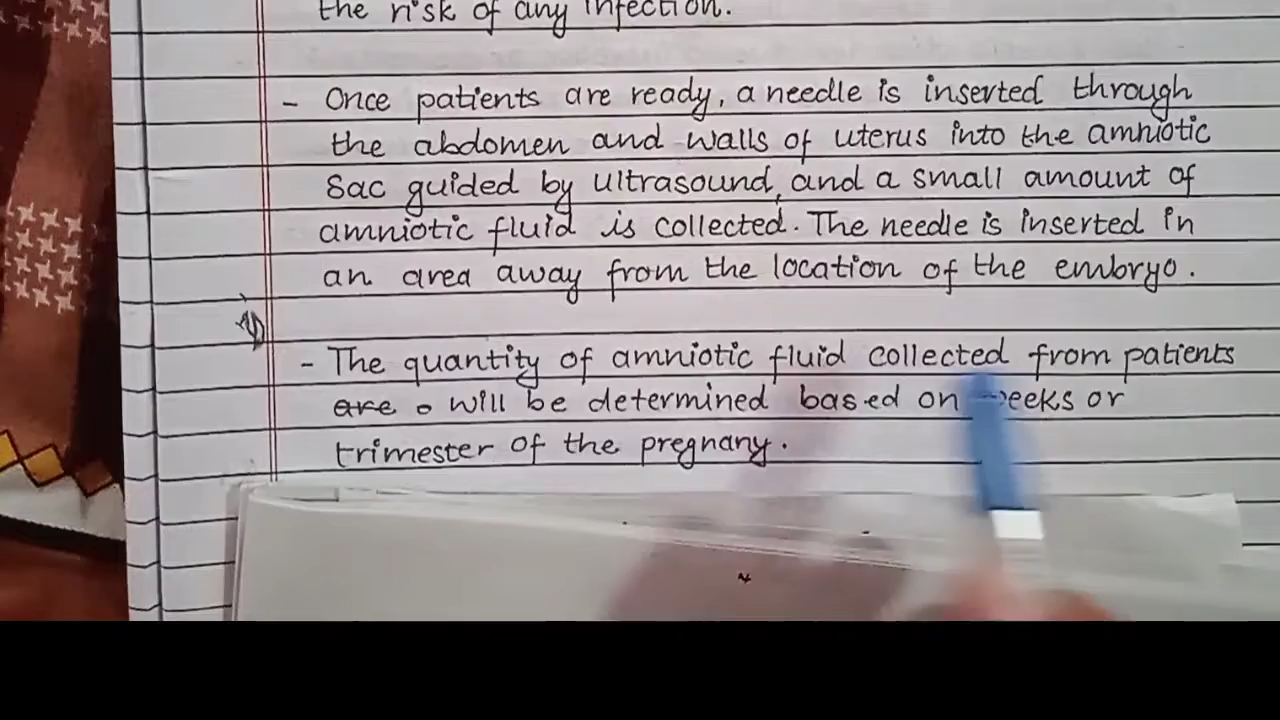 the risk of any infection.
- Once patients are ready, a needle is inserted through
the abdomen and walls of uterus into the amniotic
Sac guided by ultrasound, and a small amount of
amniotic fluid is collected. The needle is inserted in
an area away from the location of the embryo.
- The quantity of amniotic fluid collected from patients
are will be determined based on weeks or
trimester of the pregnany.